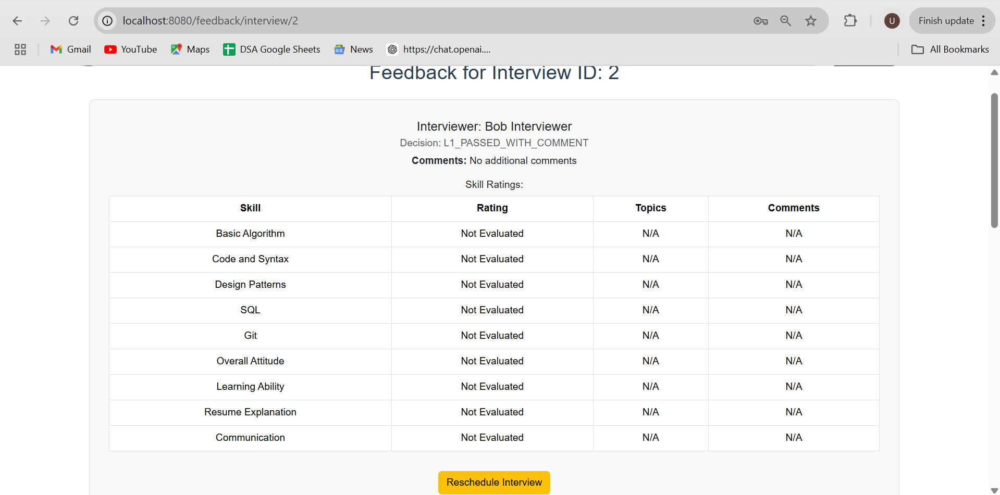 localhost:8080/feedback/interview/2
U
Finish update
Gmail
YouTube
Maps
DSA Google Sheets
News
https://chat.openai....
All Bookmarks
Feedback for Interview ID: 2
Interviewer: Bob Interviewer
Decision: L1_PASSED_WITH_COMMENT
Comments: No additional comments
Skill Ratings:
Skill Rating Topics Comments
Basic Algorithm Not Evaluated N/A N/A
Code and Syntax Not Evaluated N/A N/A
Design Patterns Not Evaluated N/A N/A
SQL Not Evaluated N/A N/A
Git Not Evaluated N/A N/A
Overall Attitude Not Evaluated N/A N/A
Learning Ability Not Evaluated N/A N/A
Resume Explanation Not Evaluated N/A N/A
Communication Not Evaluated N/A N/A
Reschedule Interview